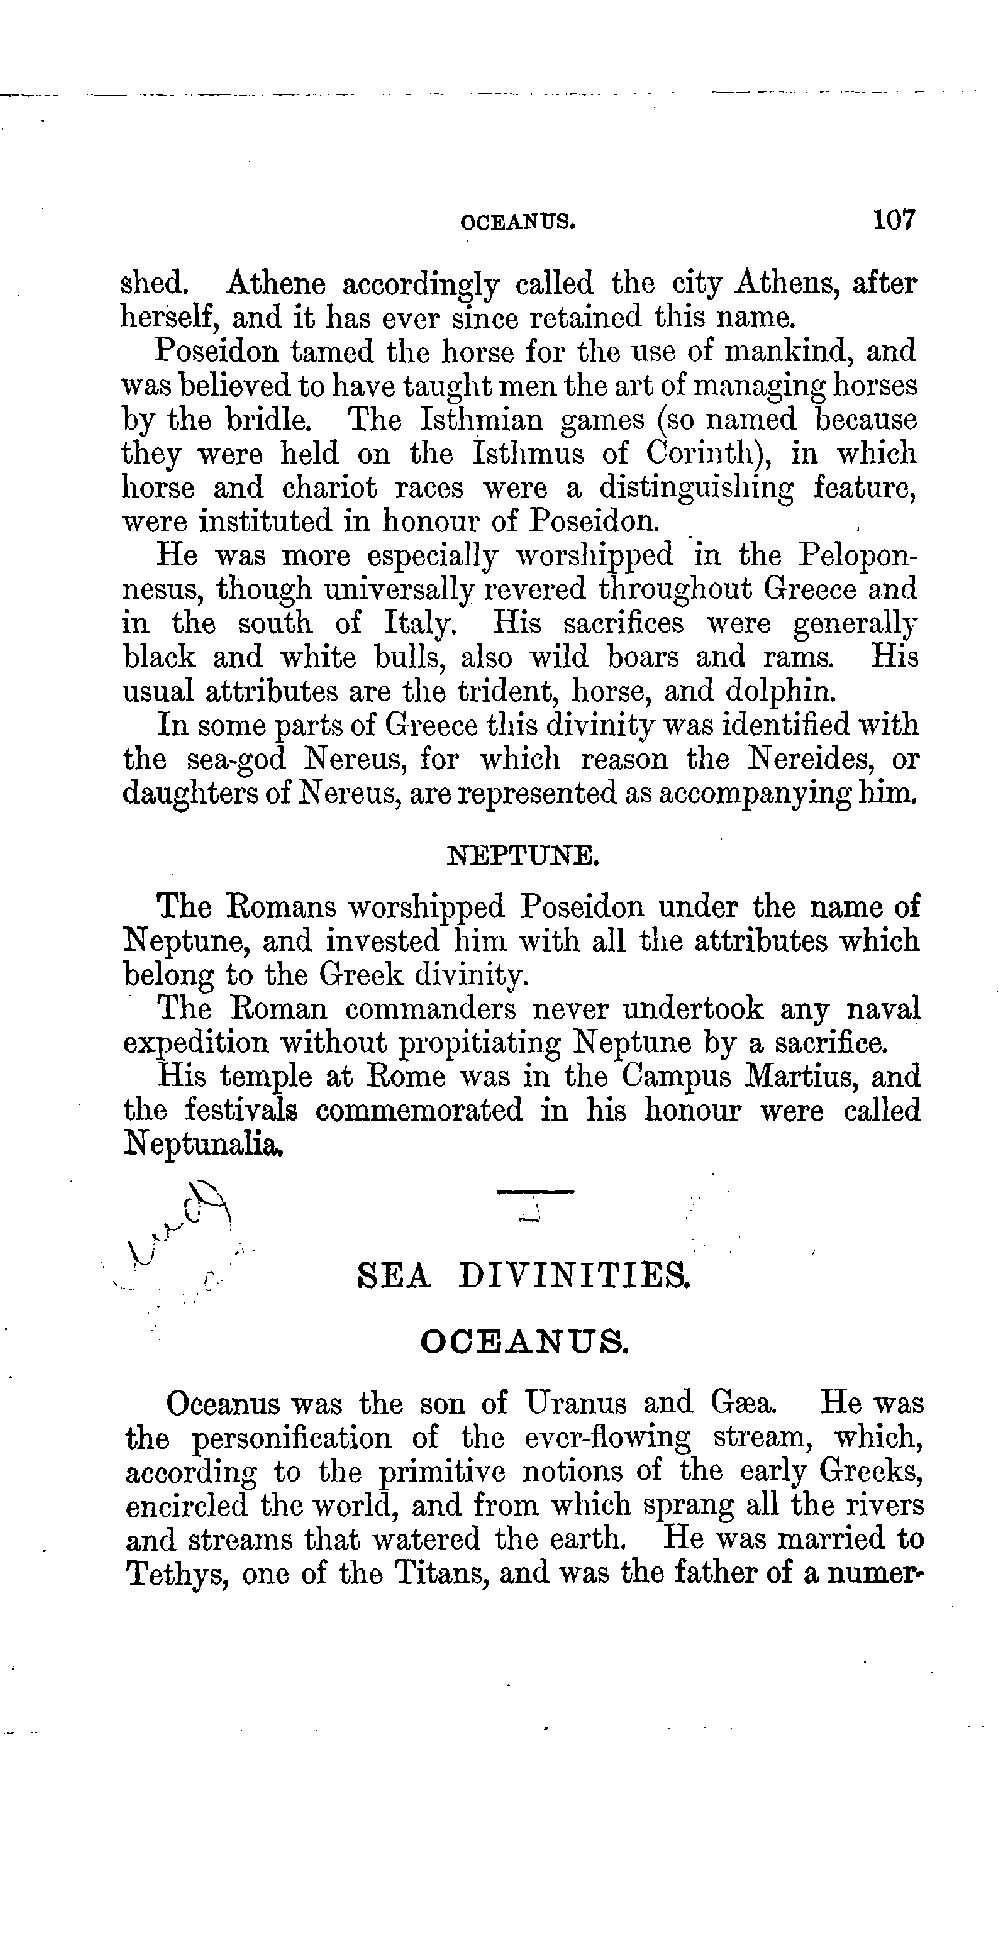 OCEANUS. 107
shed. Athene accordingly called the city Athens, after
herself, and it has ever since retained this name.
Poseidon tamed the horse for the use of mankind, and
was believed to have taught men the art of managing horses
by the bridle. The Isthmian games (so named because
they were held on the Isthmus of Corinth), in which
horse and chariot races were a distinguishing feature,
were instituted in honour of Poseidon.
He was more especially worshipped in the Pelopon-
nesus, though universally revered throughout Greece and
in the south of Italy. His sacrifices were generally
black and white bulls, also wild boars and rams. His
usual attributes are the trident, horse, and dolphin.
In some parts of Greece this divinity was identified with
the sea-god Nereus, for which reason the Nereides, or
daughters of Nereus, are represented as accompanying him.
NEPTUNE.
The Romans worshipped Poseidon under the name of
Neptune, and invested him with all the attributes which
belong to the Greek divinity.
The Roman commanders never undertook any naval
expedition without propitiating Neptune by a sacrifice.
His temple at Rome was in the Campus Martius, and
the festivals commemorated in his honour were called
Neptunalia.
SEA DIVINITIES.
OCEANUS.
Oceanus was the son of Uranus and Gæa. He was
the personification of the ever-flowing stream, which,
according to the primitive notions of the early Greeks,
encircled the world, and from which sprang all the rivers
and streams that watered the earth. He was married to
Tethys, one of the Titans, and was the father of a numer-